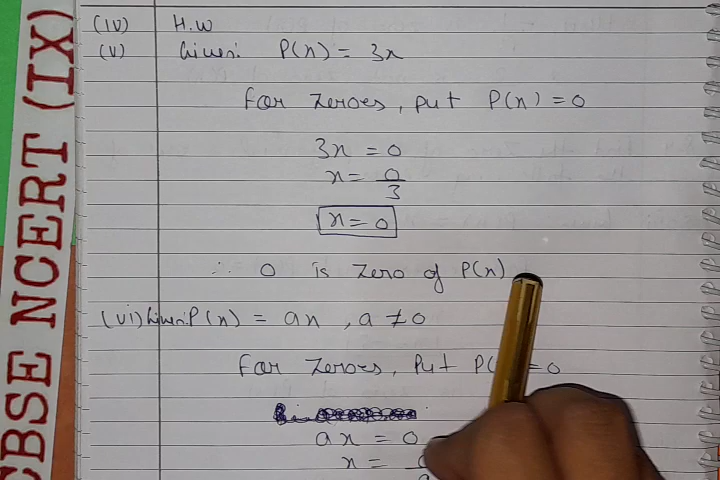 CBSE NCERT (IX)
(iv) H.W
(v) Given: P(x) = 3x
For zeroes, put P(x) = 0
3x = 0
x = 0/3
x = 0
∴ 0 is zero of P(x)
(vi) Given: P(x) = ax , a ≠ 0
For zeroes, Put P( = 0
ax = 0
x =